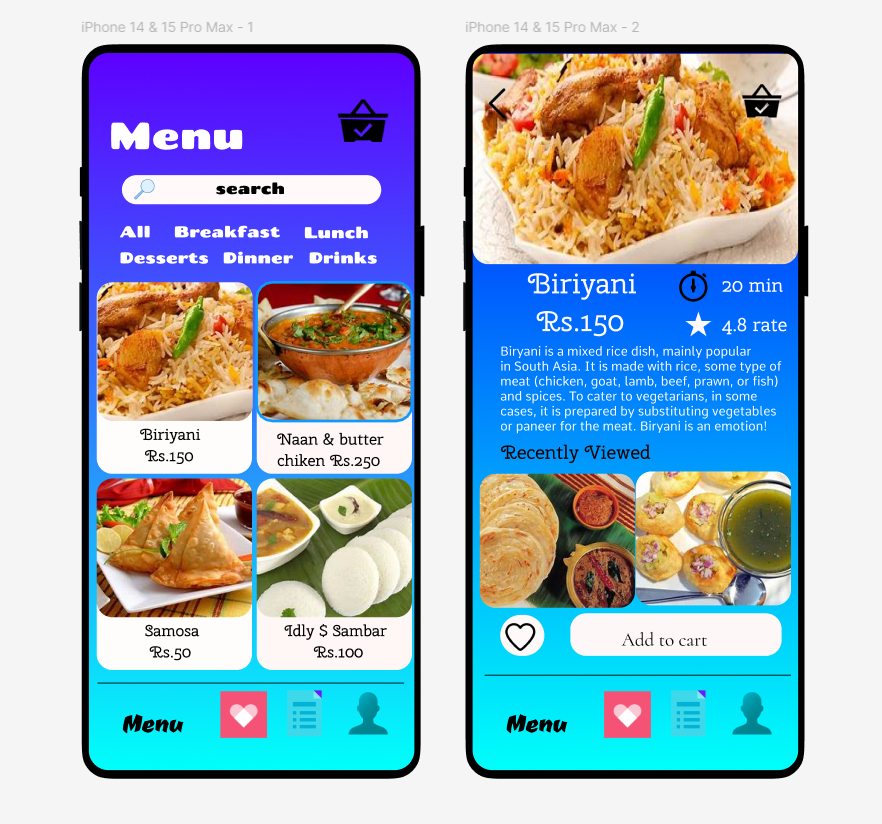 iPhone 14 & 15 Pro Max - 1
Menu
search
All Breakfast Lunch
Desserts Dinner Drinks
Biriyani
Rs.150
Naan & butter
chiken Rs.250
Samosa
Rs.50
Idly $ Sambar
Rs.100
Menu
iPhone 14 & 15 Pro Max - 2
Biriyani
20 min
Rs.150
4.8 rate
Biryani is a mixed rice dish, mainly popular
in South Asia. It is made with rice, some type of
meat (chicken, goat, lamb, beef, prawn, or fish)
and spices. To cater to vegetarians, in some
cases, it is prepared by substituting vegetables
or paneer for the meat. Biryani is an emotion!
Recently Viewed
Add to cart
Menu